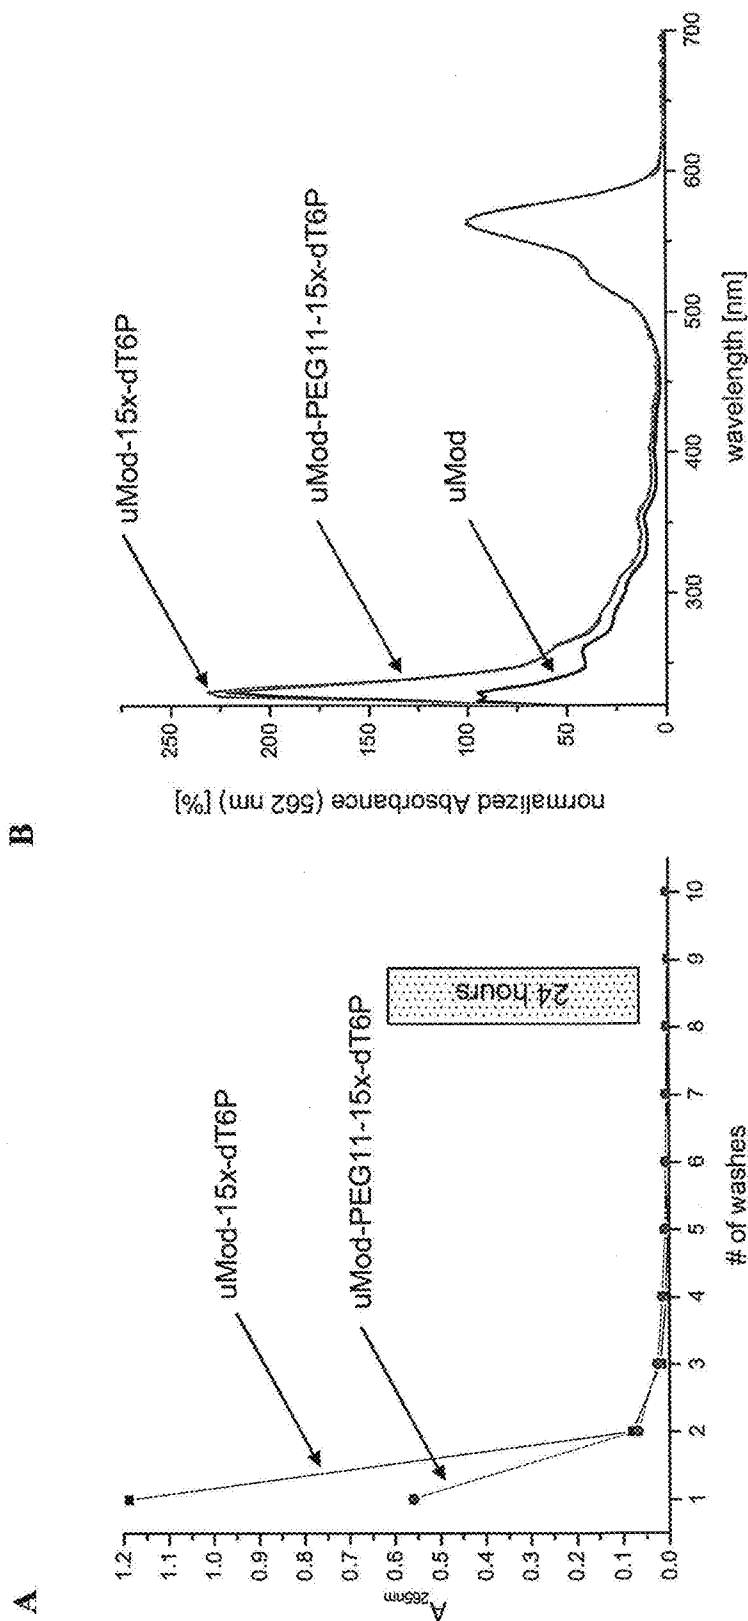 A
A265nm
1.2
1.1
1.0
0.9
0.8
0.7
0.6
0.5
0.4
0.3
0.2
0.1
0.0
uMod-15x-dT6P
uMod-PEG11-15x-dT6P
24 hours
1 2 3 4 5 6 7 8 9 10
# of washes
B
normalized Absorbance (562 nm) [%]
250
200
150
100
50
0
uMod-15x-dT6P
uMod-PEG11-15x-dT6P
uMod
300 400 500 600 700
wavelength [nm]